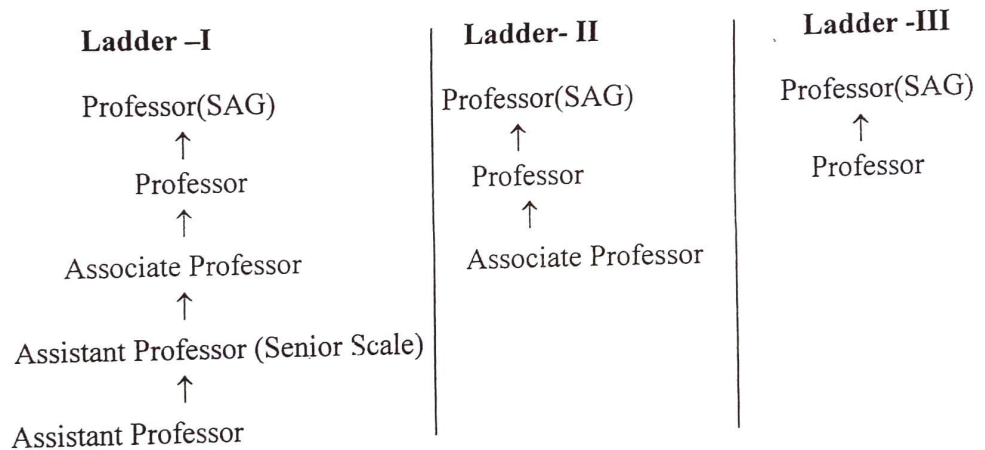 Ladder –I
Professor(SAG)
↑
Professor
↑
Associate Professor
↑
Assistant Professor (Senior Scale)
↑
Assistant Professor
Ladder- II
Professor(SAG)
↑
Professor
↑
Associate Professor
Ladder -III
Professor(SAG)
↑
Professor